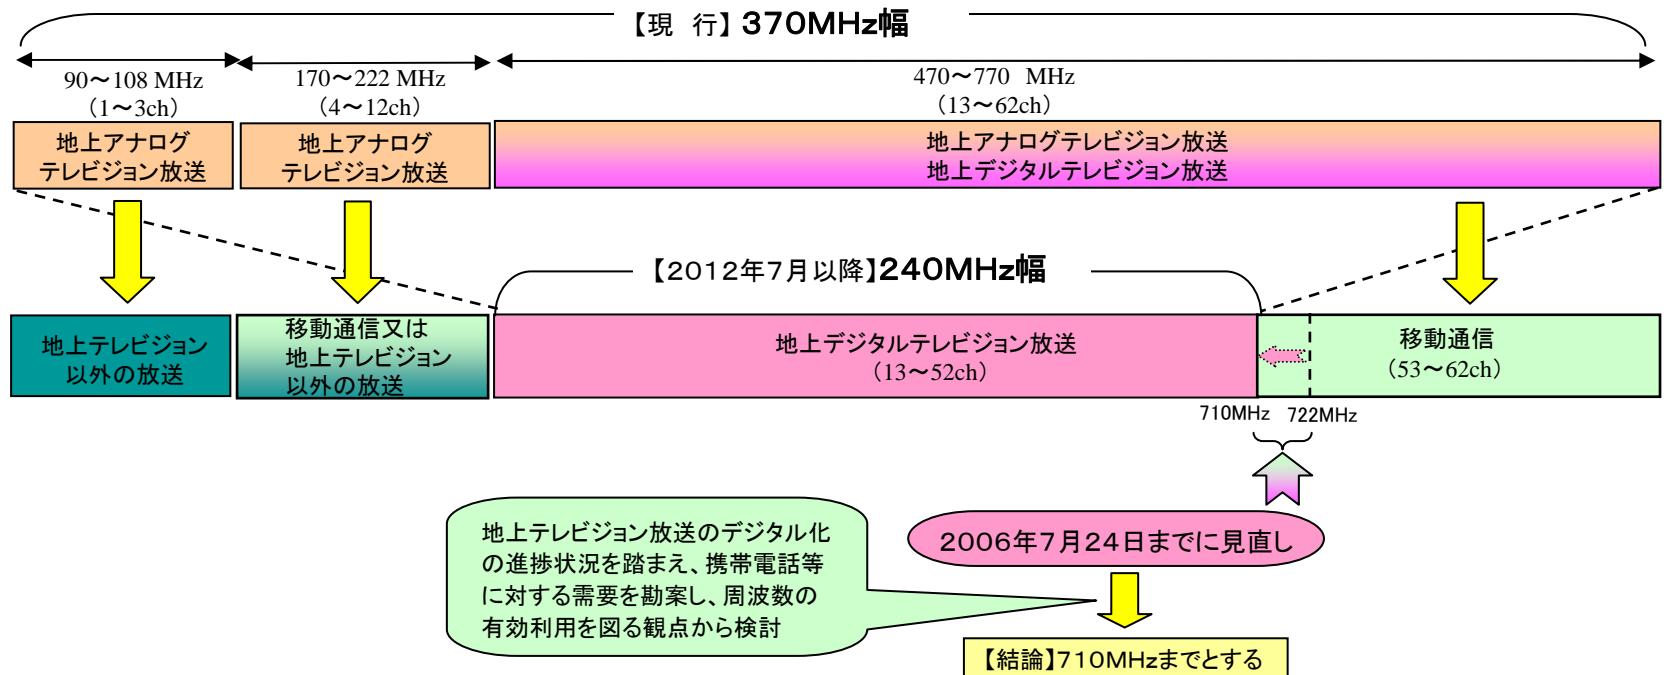 【現 行】370MHz幅
90～108 MHz
（1～3ch）
170～222 MHz
（4～12ch）
470～770 MHz
（13～62ch）
地上アナログ
テレビジョン放送
地上アナログ
テレビジョン放送
地上アナログテレビジョン放送
地上デジタルテレビジョン放送
【2012年7月以降】240MHz幅
地上テレビジョン
以外の放送
移動通信又は
地上テレビジョン
以外の放送
地上デジタルテレビジョン放送
（13～52ch）
移動通信
（53～62ch）
710MHz 722MHz
地上テレビジョン放送のデジタル化
の進捗状況を踏まえ、携帯電話等
に対する需要を勘案し、周波数の
有効利用を図る観点から検討
2006年7月24日までに見直し
【結論】710MHzまでとする